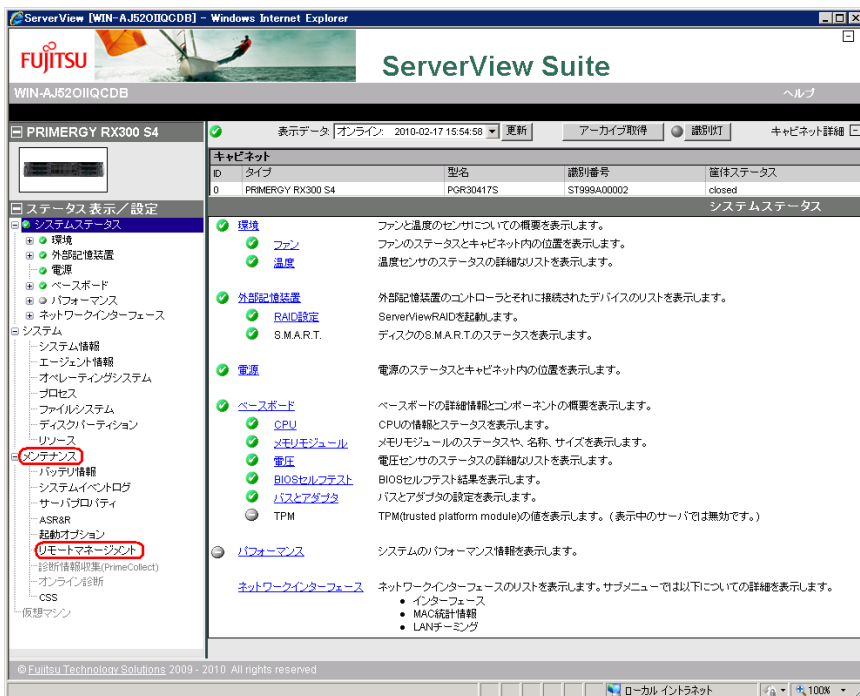 ServerView [WIN-AJ52OIIQCDB] - Windows Internet Explorer
FUJITSU
ServerView Suite
WIN-AJ52OIIQCDB
ヘルプ
PRIMERGY RX300 S4
表示データ: オンライン: 2010-02-17 15:54:58 更新 アーカイブ取得 識別灯 キャビネット詳細
キャビネット
ID タイプ 型名 識別番号 筐体ステータス
0 PRIMERGY RX300 S4 PGR30417S ST999A00002 closed
システムステータス
ステータス表示／設定
システムステータス
環境
外部記憶装置
電源
ベースボード
パフォーマンス
ネットワークインターフェース
システム
システム情報
エージェント情報
オペレーティングシステム
プロセス
ファイルシステム
ディスクパーティション
リソース
メンテナンス
バッテリ情報
システムイベントログ
サーバプロパティ
ASR&R
起動オプション
リモートマネージメント
診断情報収集(PrimeCollect)
オンライン診断
CSS
仮想マシン
環境 ファンと温度のセンサについての概要を表示します。
ファン ファンのステータスとキャビネット内の位置を表示します。
温度 温度センサのステータスの詳細なリストを表示します。
外部記憶装置 外部記憶装置のコントローラとそれに接続されたデバイスのリストを表示します。
RAID設定 ServerViewRAIDを起動します。
S.M.A.R.T. ディスクのS.M.A.R.T.のステータスを表示します。
電源 電源のステータスとキャビネット内の位置を表示します。
ベースボード ベースボードの詳細情報とコンポーネントの概要を表示します。
CPU CPUの情報とステータスを表示します。
メモリモジュール メモリモジュールのステータスや、名称、サイズを表示します。
電圧 電圧センサのステータスの詳細なリストを表示します。
BIOSセルフテスト BIOSセルフテスト結果を表示します。
バスとアダプタ バスとアダプタの設定を表示します。
TPM TPM(trusted platform module)の値を表示します。(表示中のサーバでは無効です。)
パフォーマンス システムのパフォーマンス情報を表示します。
ネットワークインターフェース ネットワークインターフェースのリストを表示します。サブメニューでは以下についての詳細を表示します。
• インターフェース
• MAC統計情報
• LANチーミング
© Fujitsu Technology Solutions 2009 - 2010 All rights reserved
ローカル イントラネット 100%